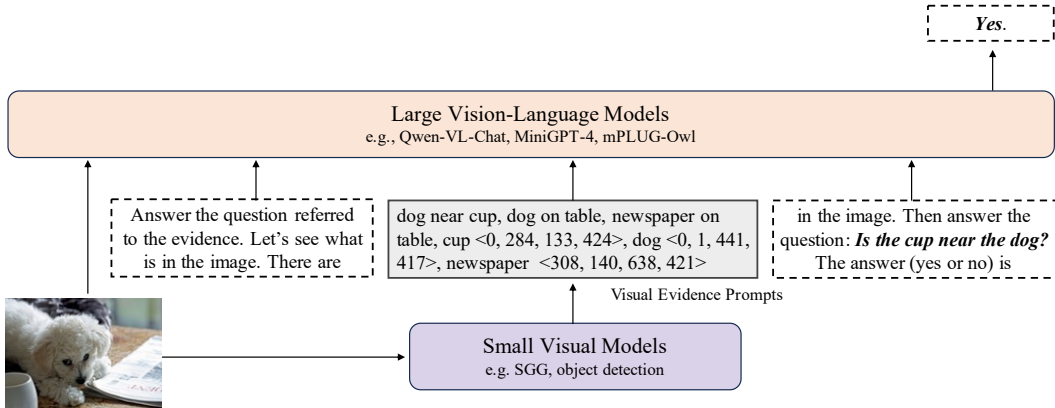 Yes.
Large Vision-Language Models
e.g., Qwen-VL-Chat, MiniGPT-4, mPLUG-Owl
Answer the question referred
to the evidence. Let's see what
is in the image. There are
dog near cup, dog on table, newspaper on
table, cup <0, 284, 133, 424>, dog <0, 1, 441,
417>, newspaper <308, 140, 638, 421>
in the image. Then answer the
question: Is the cup near the dog?
The answer (yes or no) is
Visual Evidence Prompts
Small Visual Models
e.g. SGG, object detection